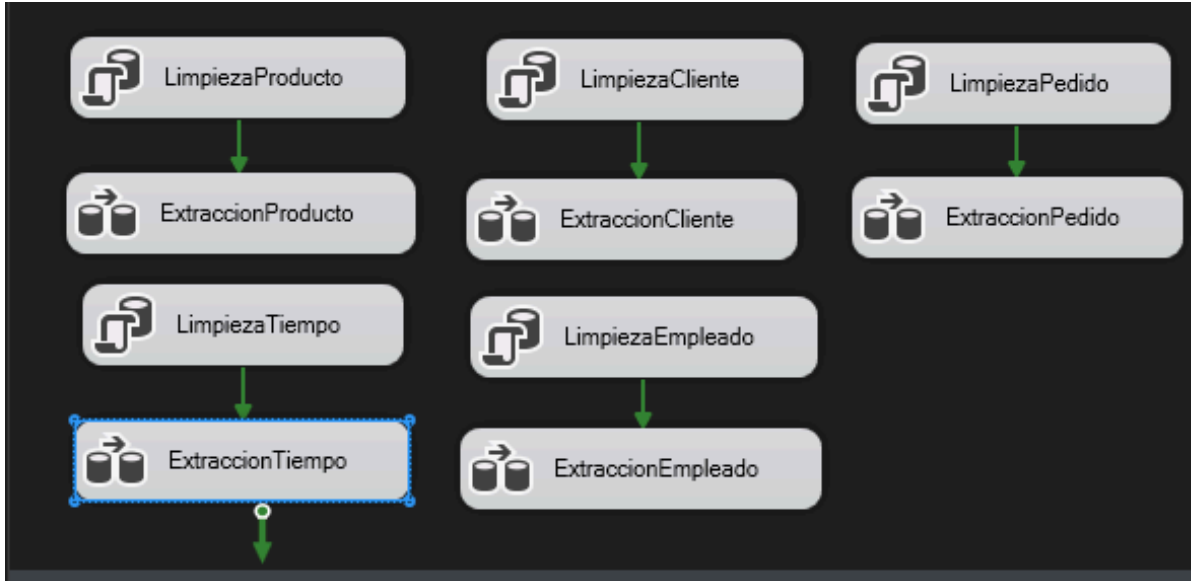 LimpiezaProducto
LimpiezaCliente
LimpiezaPedido
ExtraccionProducto
ExtraccionCliente
ExtraccionPedido
LimpiezaTiempo
LimpiezaEmpleado
ExtraccionTiempo
ExtraccionEmpleado